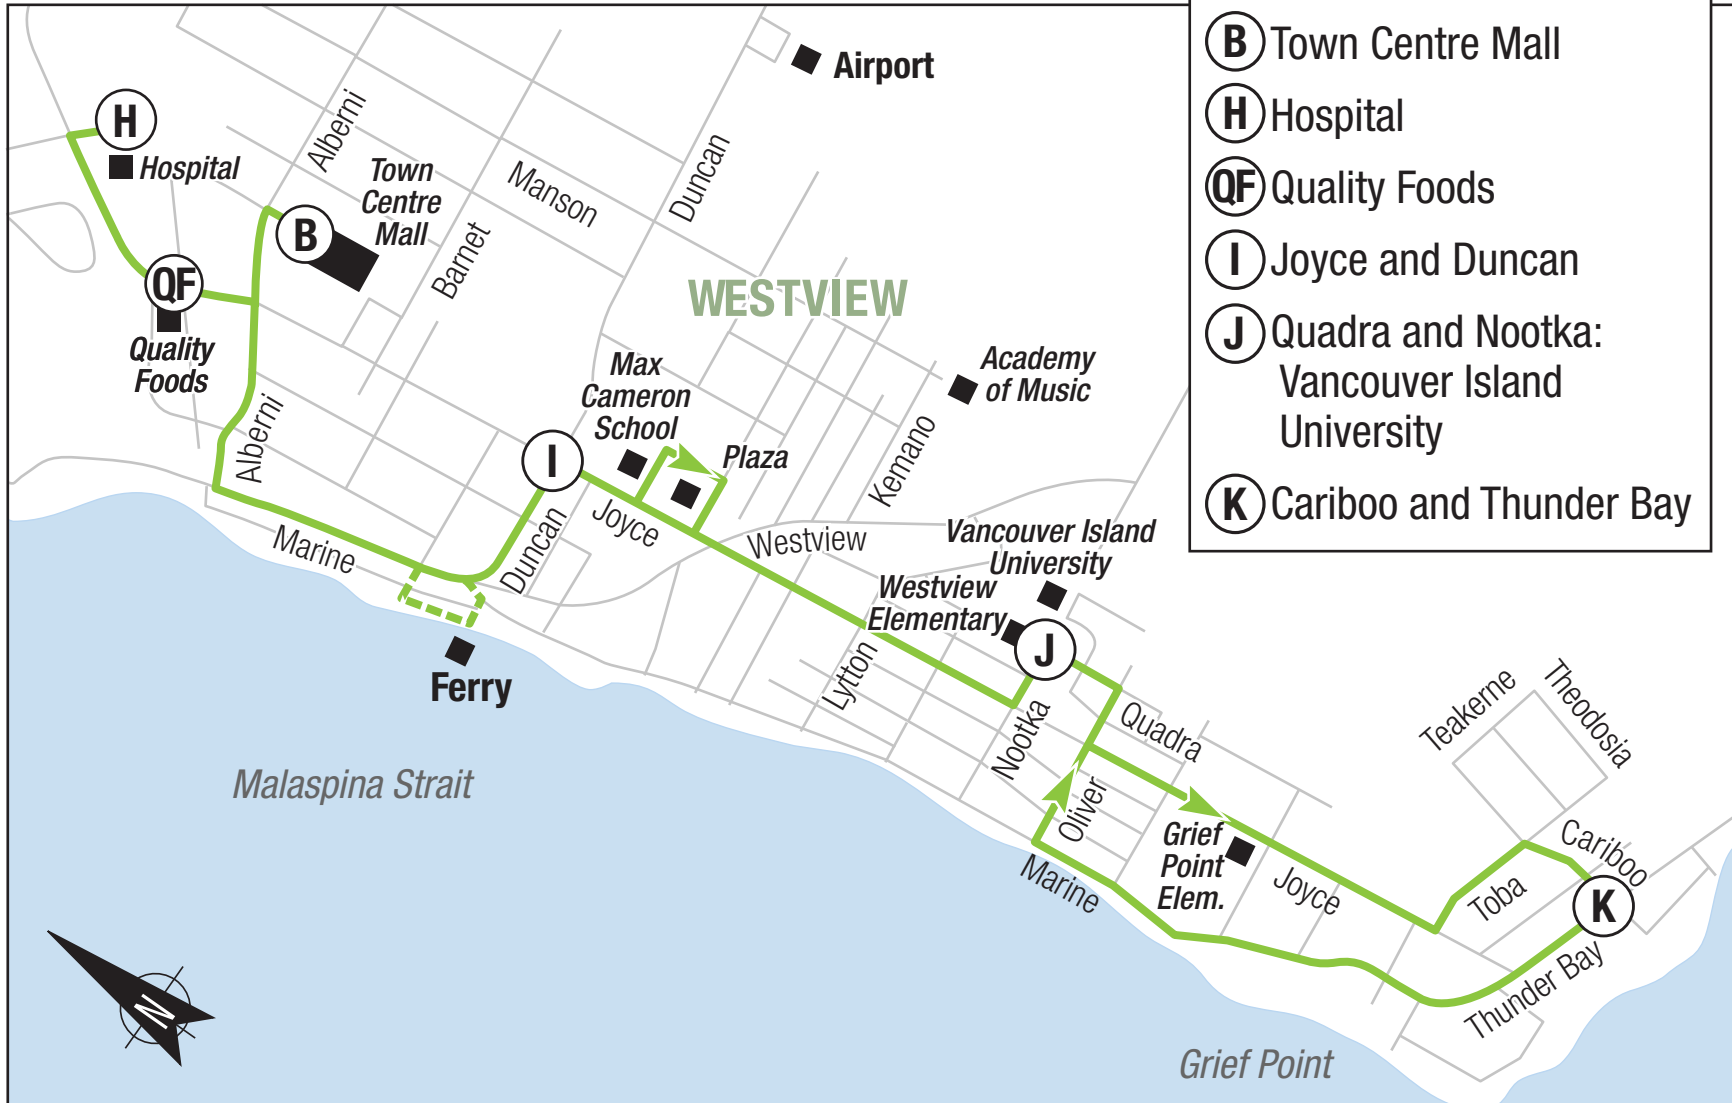 B Town Centre Mall
H Hospital
QF Quality Foods
I Joyce and Duncan
J Quadra and Nootka:
Vancouver Island
University
K Cariboo and Thunder Bay
Airport
H
Hospital
Alberni
Town
Centre
Mall
B
Manson
Duncan
Barnet
QF
Quality
Foods
WESTVIEW
Max
Cameron
School
Plaza
Academy
of Music
Kemano
Alberni
I
Joyce
Duncan
Marine
Westview
Vancouver Island
University
Westview
Elementary
J
Ferry
Lytton
Nootka
Quadra
Oliver
Teakerne
Theodosia
Malaspina Strait
Marine
Grief
Point
Elem.
Joyce
Toba
Cariboo
K
Thunder Bay
N
Grief Point